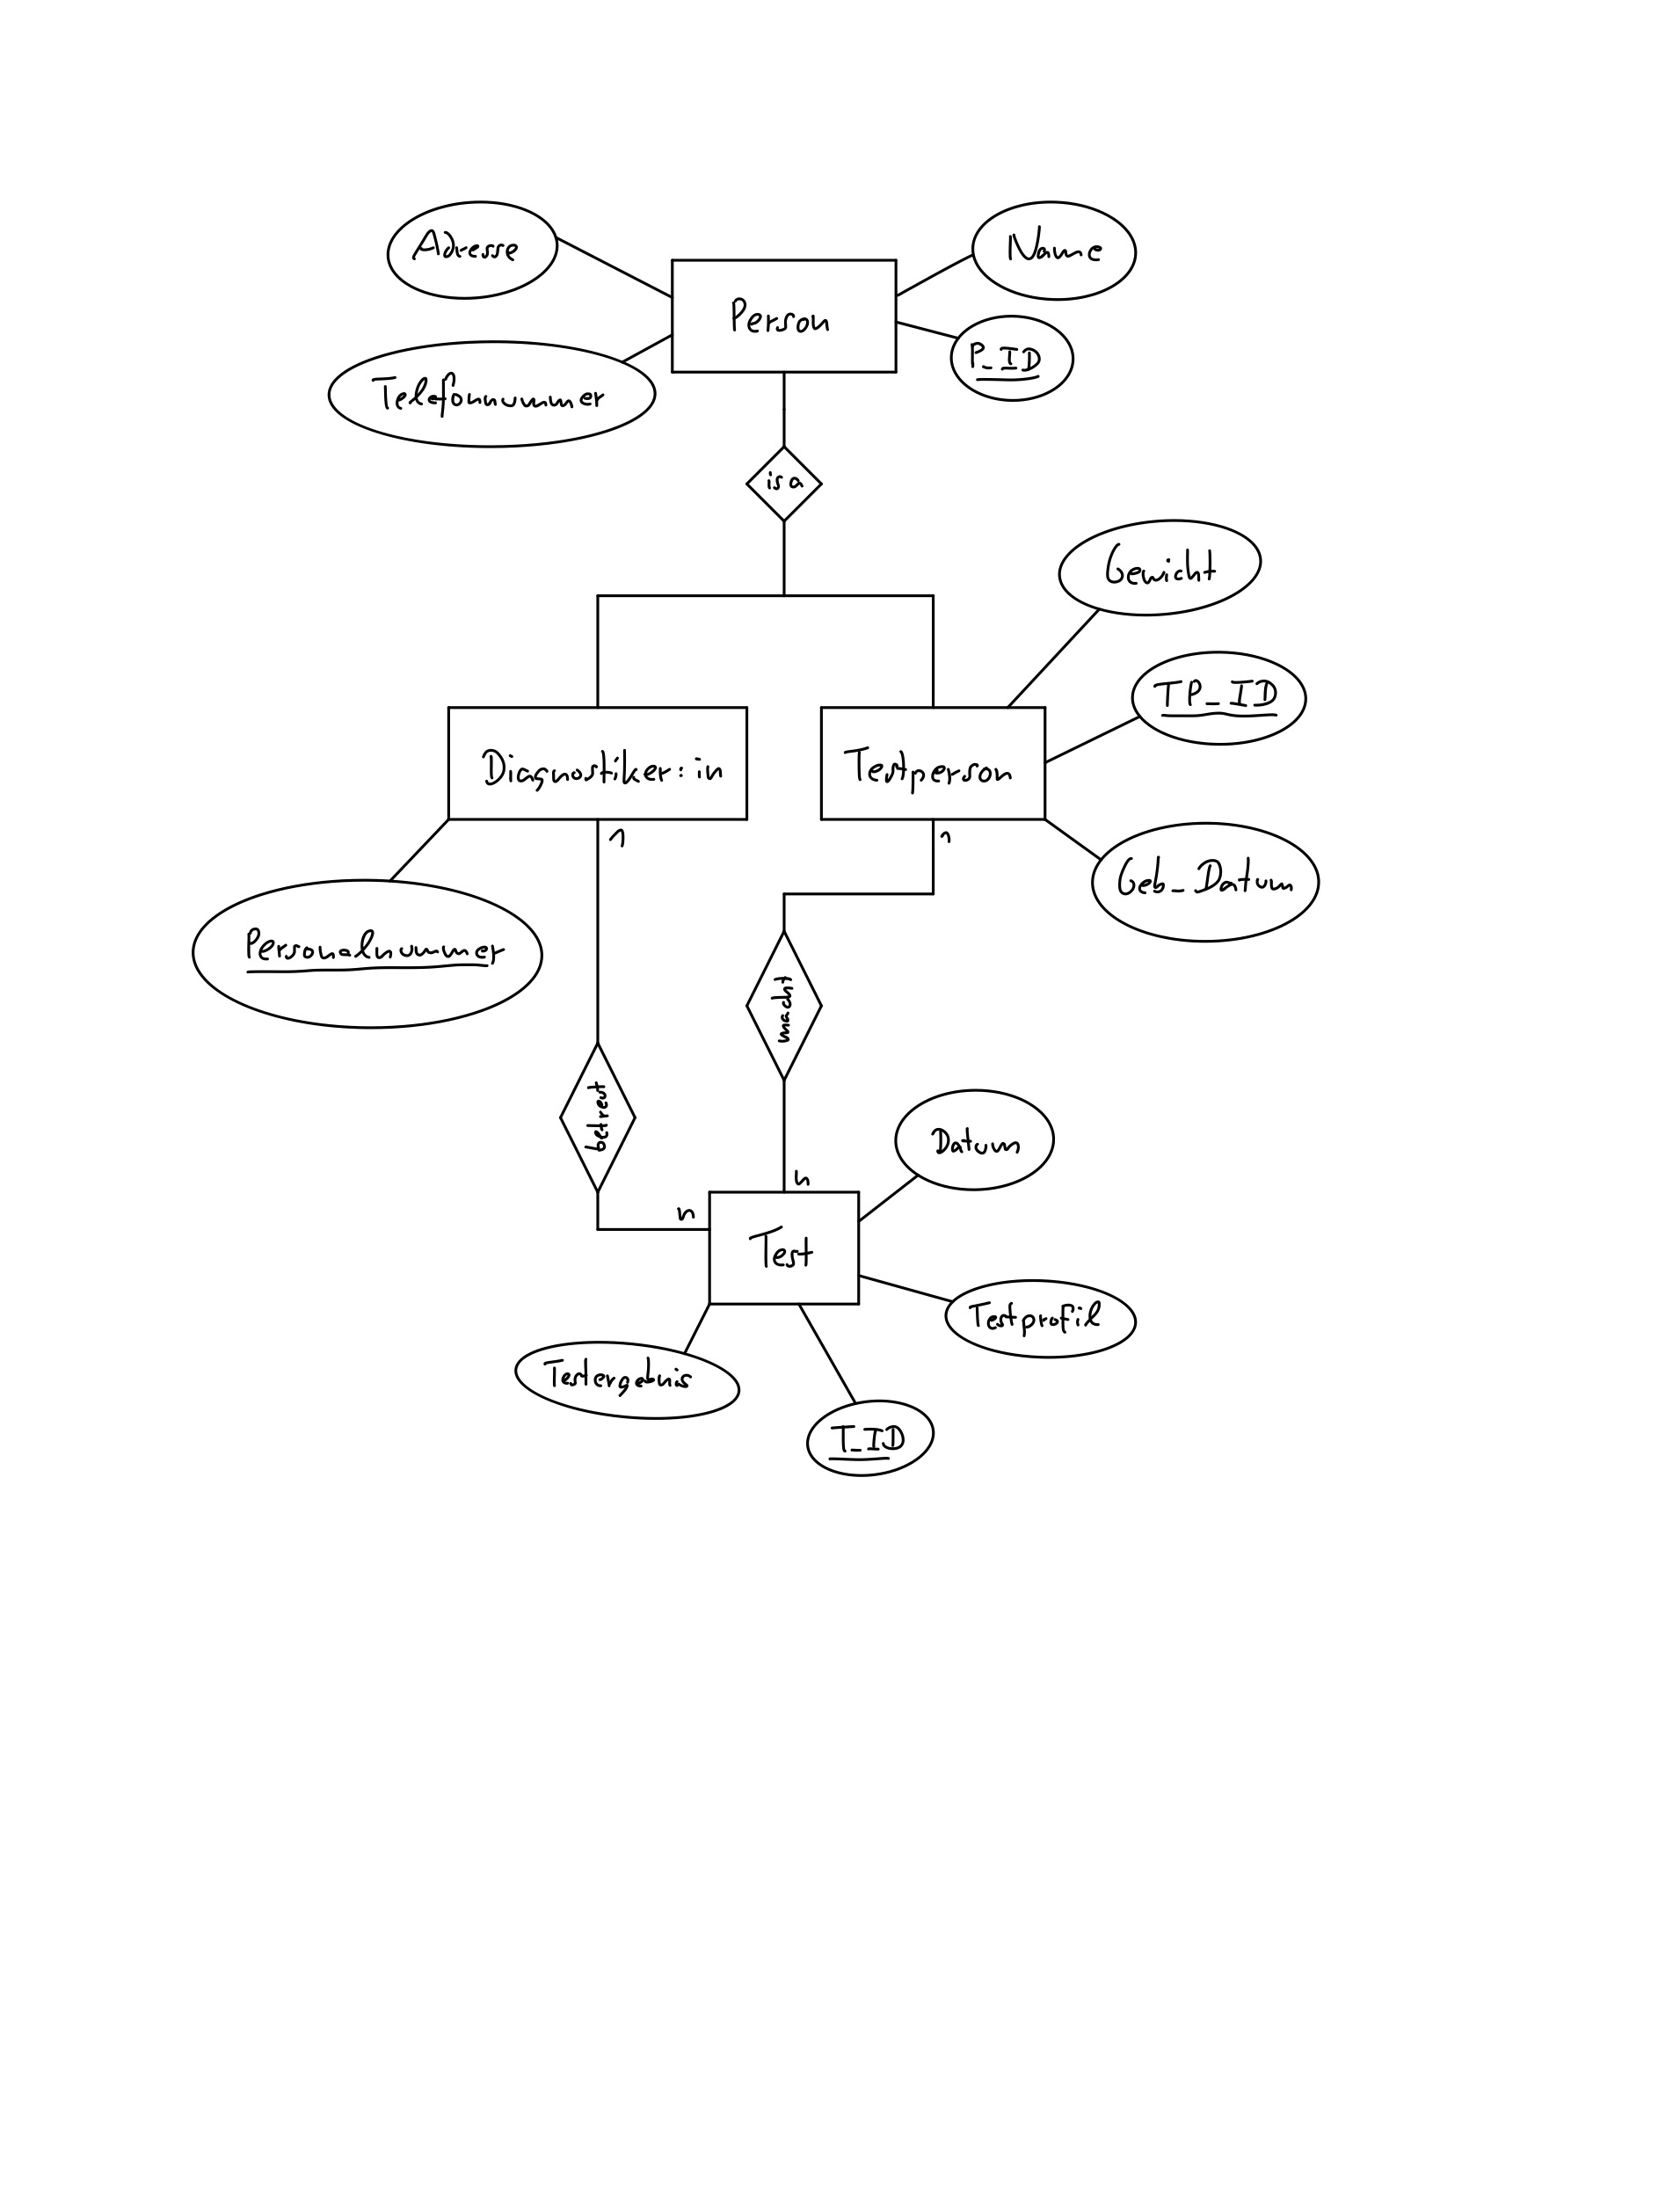 Adresse
Name
Person
P_ID
Telefonnummer
is a
Gewicht
TP_ID
Diagnostiker:in
Testperson
1
1
Geb_Datum
Personalnummer
macht
betreut
Datum
n
n
Test
Testprofil
Testergebnis
T_ID